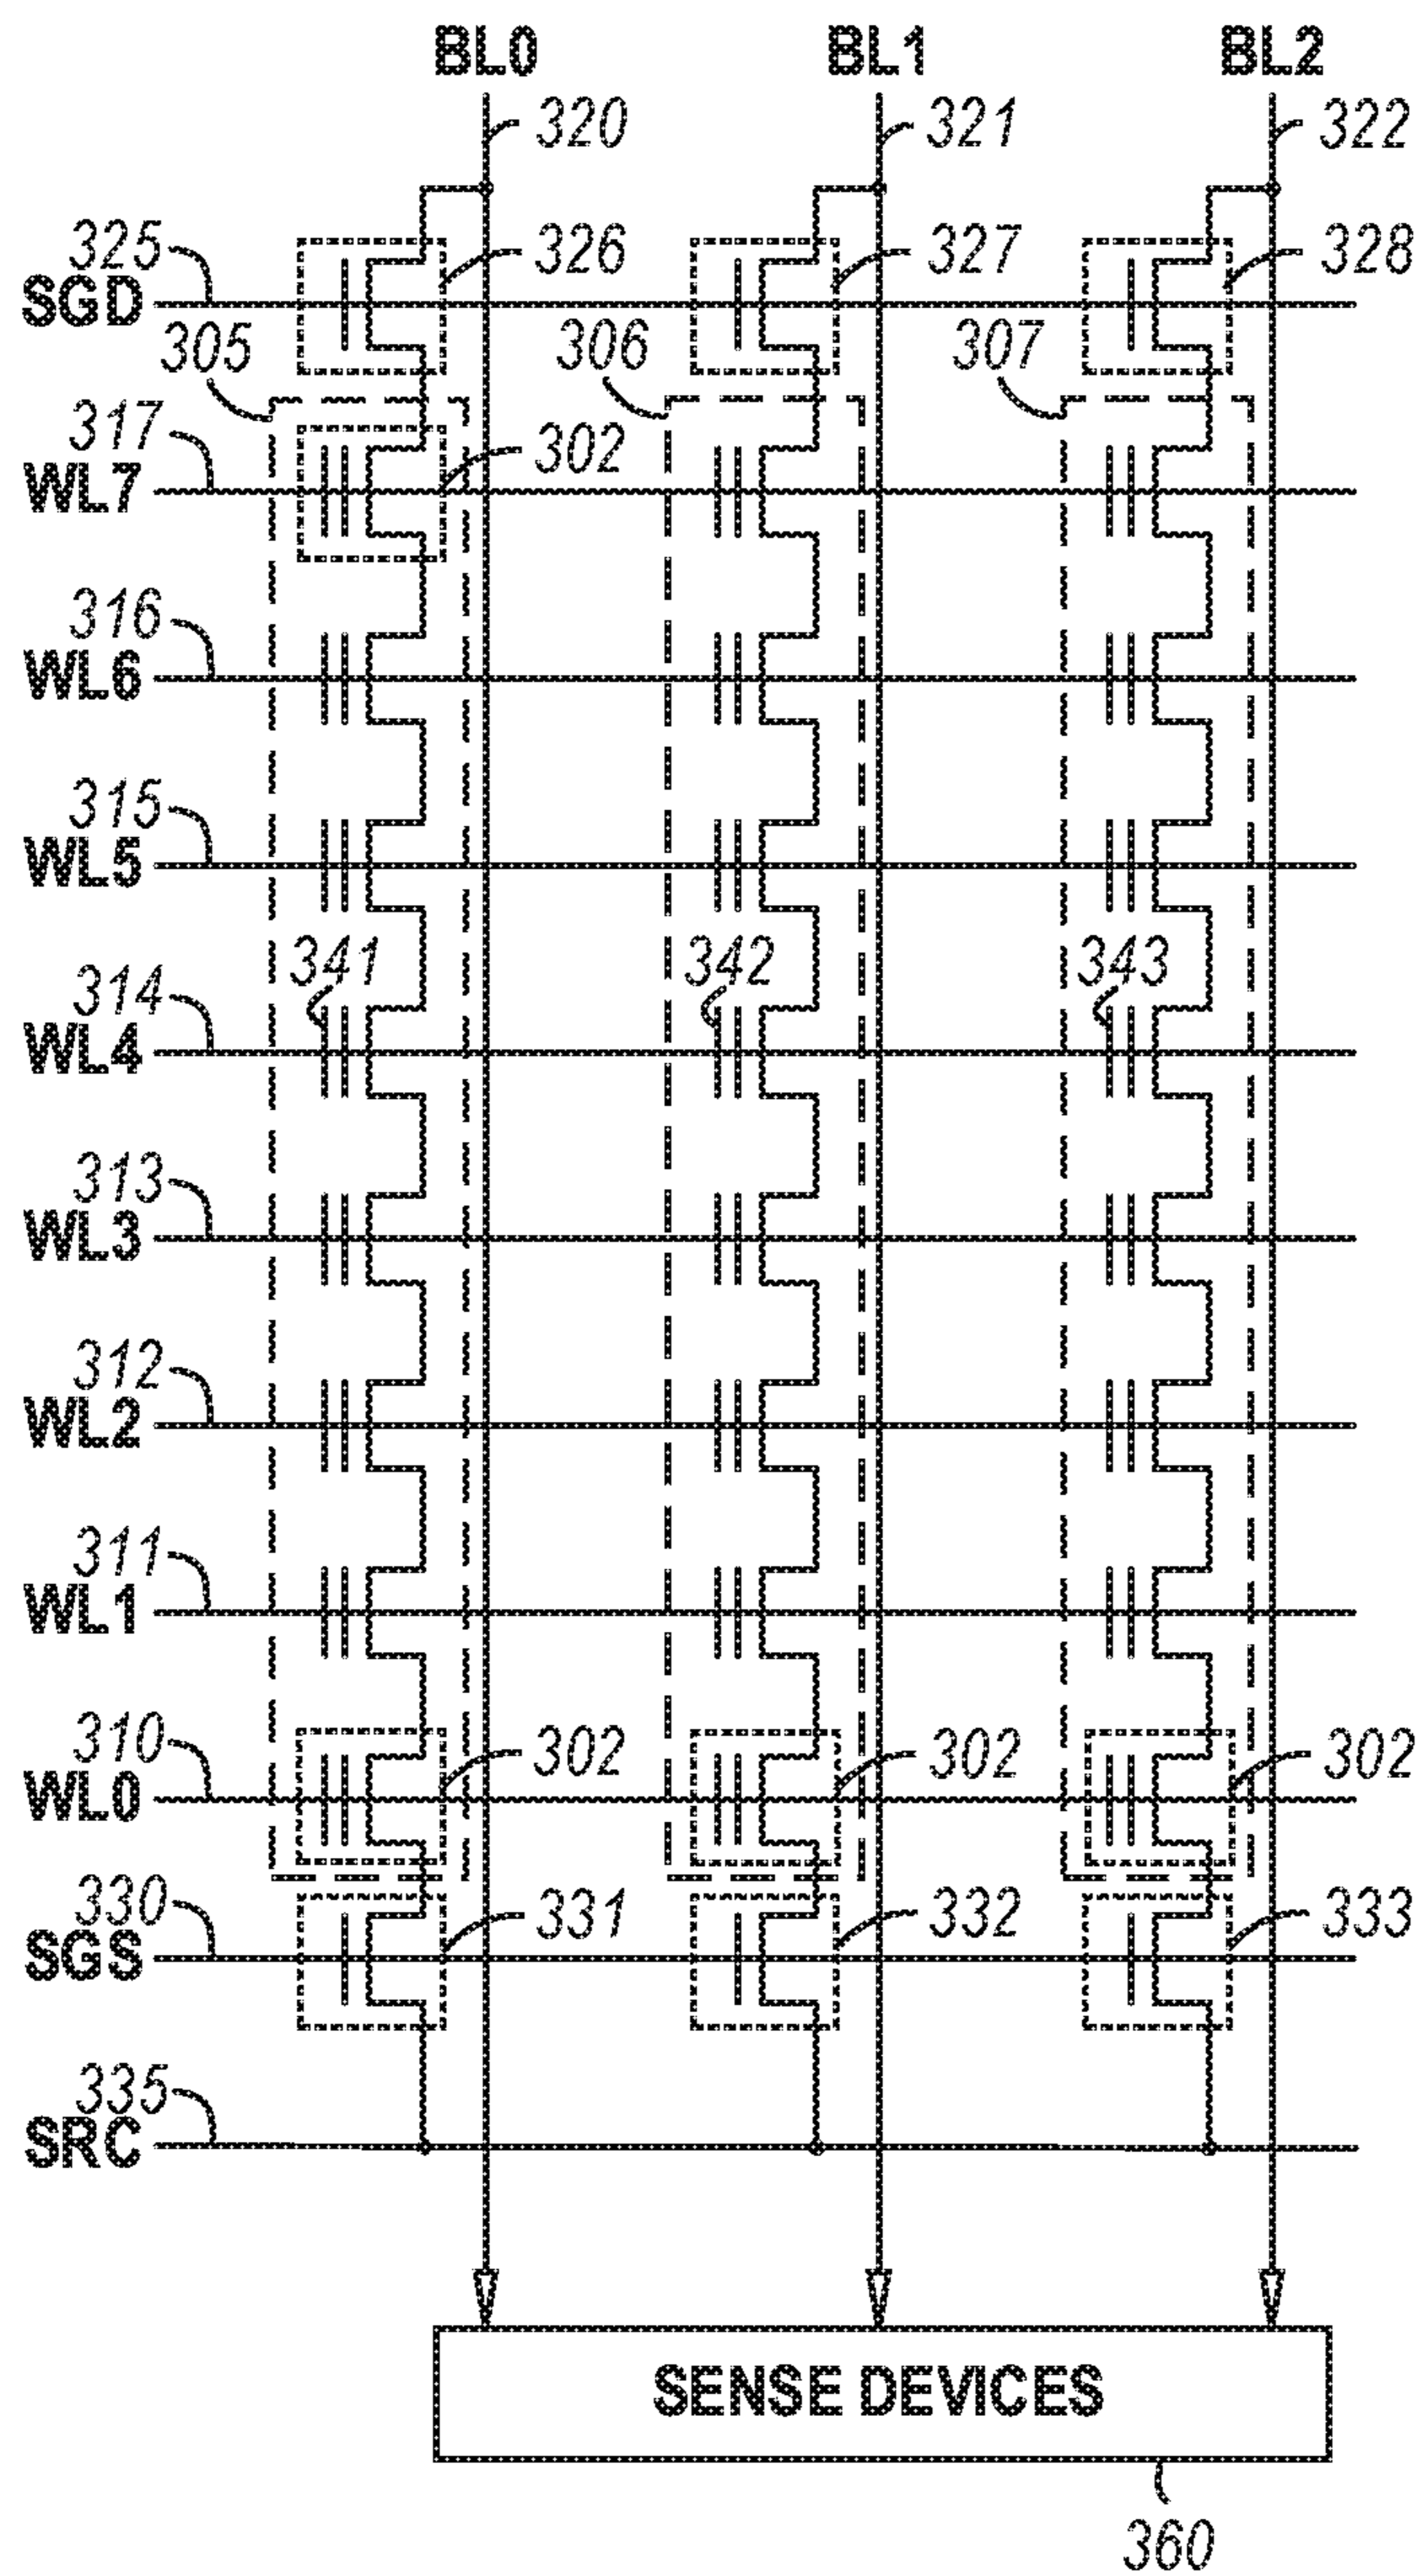 BL0 BL1 BL2
320 321 322
325 326 327 328
SGD
305 306 307
317 302
WL7
316
WL6
315
WL5
341 342 343
314
WL4
313
WL3
312
WL2
311
WL1
310 302 302 302
WL0
330 331 332 333
SGS
335
SRC
SENSE DEVICES
360